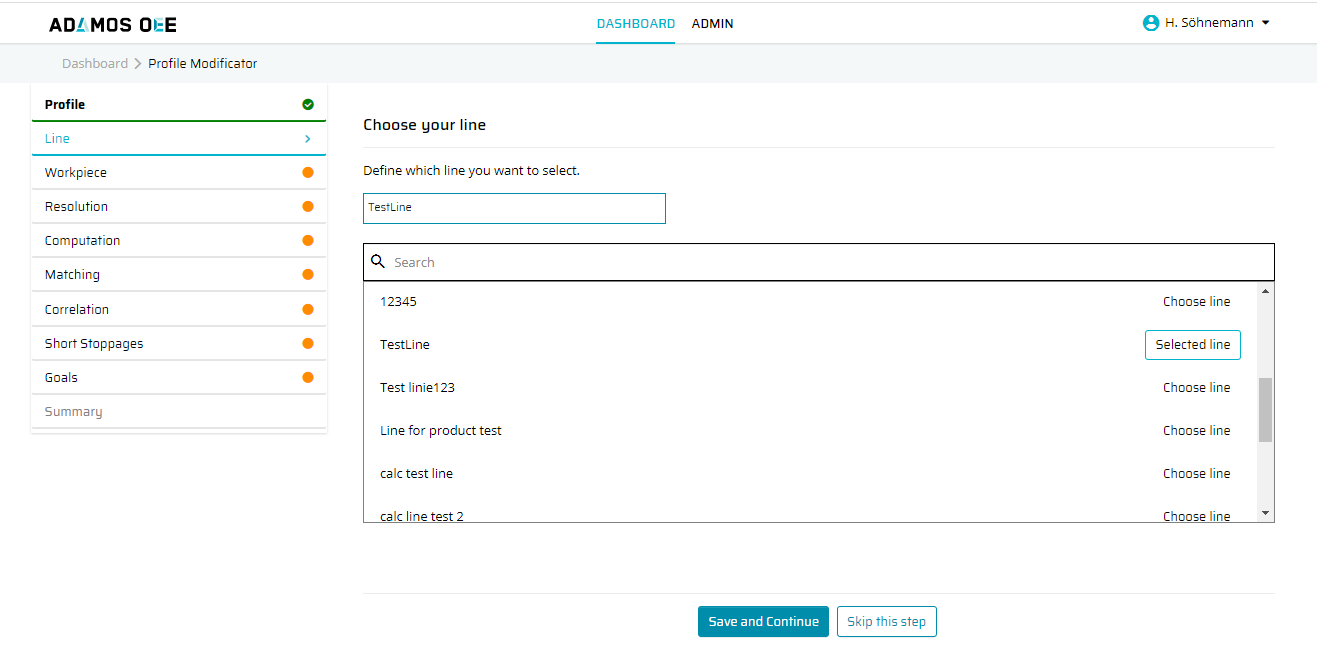 ADAMOS OEE DASHBOARD ADMIN H. Söhnemann
Dashboard Profile Modificator
Profile
Line
Workpiece
Resolution
Computation
Matching
Correlation
Short Stoppages
Goals
Summary
Choose your line
Define which line you want to select.
TestLine
Search
12345 Choose line
TestLine Selected line
Test linie123 Choose line
Line for product test Choose line
calc test line Choose line
calc line test 2 Choose line
Save and Continue Skip this step